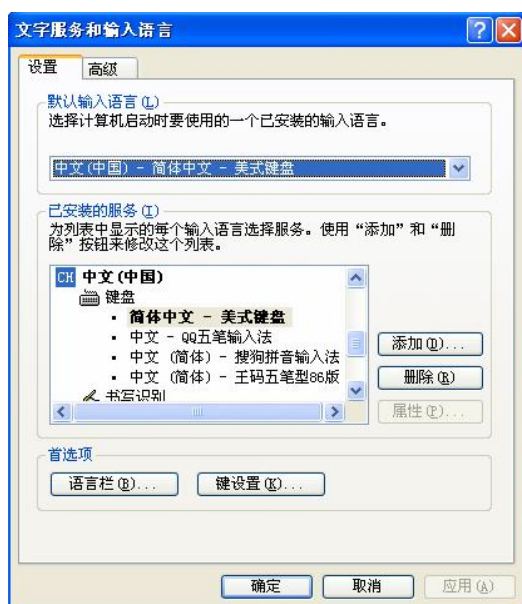 文字服务和输入语言
设置 高级
默认输入语言(L)
选择计算机启动时要使用的一个已安装的输入语言。
中文(中国) - 简体中文 - 美式键盘
已安装的服务(I)
为列表中显示的每个输入语言选择服务。使用“添加”和“删
除”按钮来修改这个列表。
CH 中文(中国)
键盘
· 简体中文 - 美式键盘
· 中文 - QQ五笔输入法
· 中文 (简体) - 搜狗拼音输入法
· 中文 (简体) - 王码五笔型86版
书写识别
添加(D)...
删除(R)
属性(P)...
首选项
语言栏(B)... 键设置(K)...
确定 取消 应用(A)